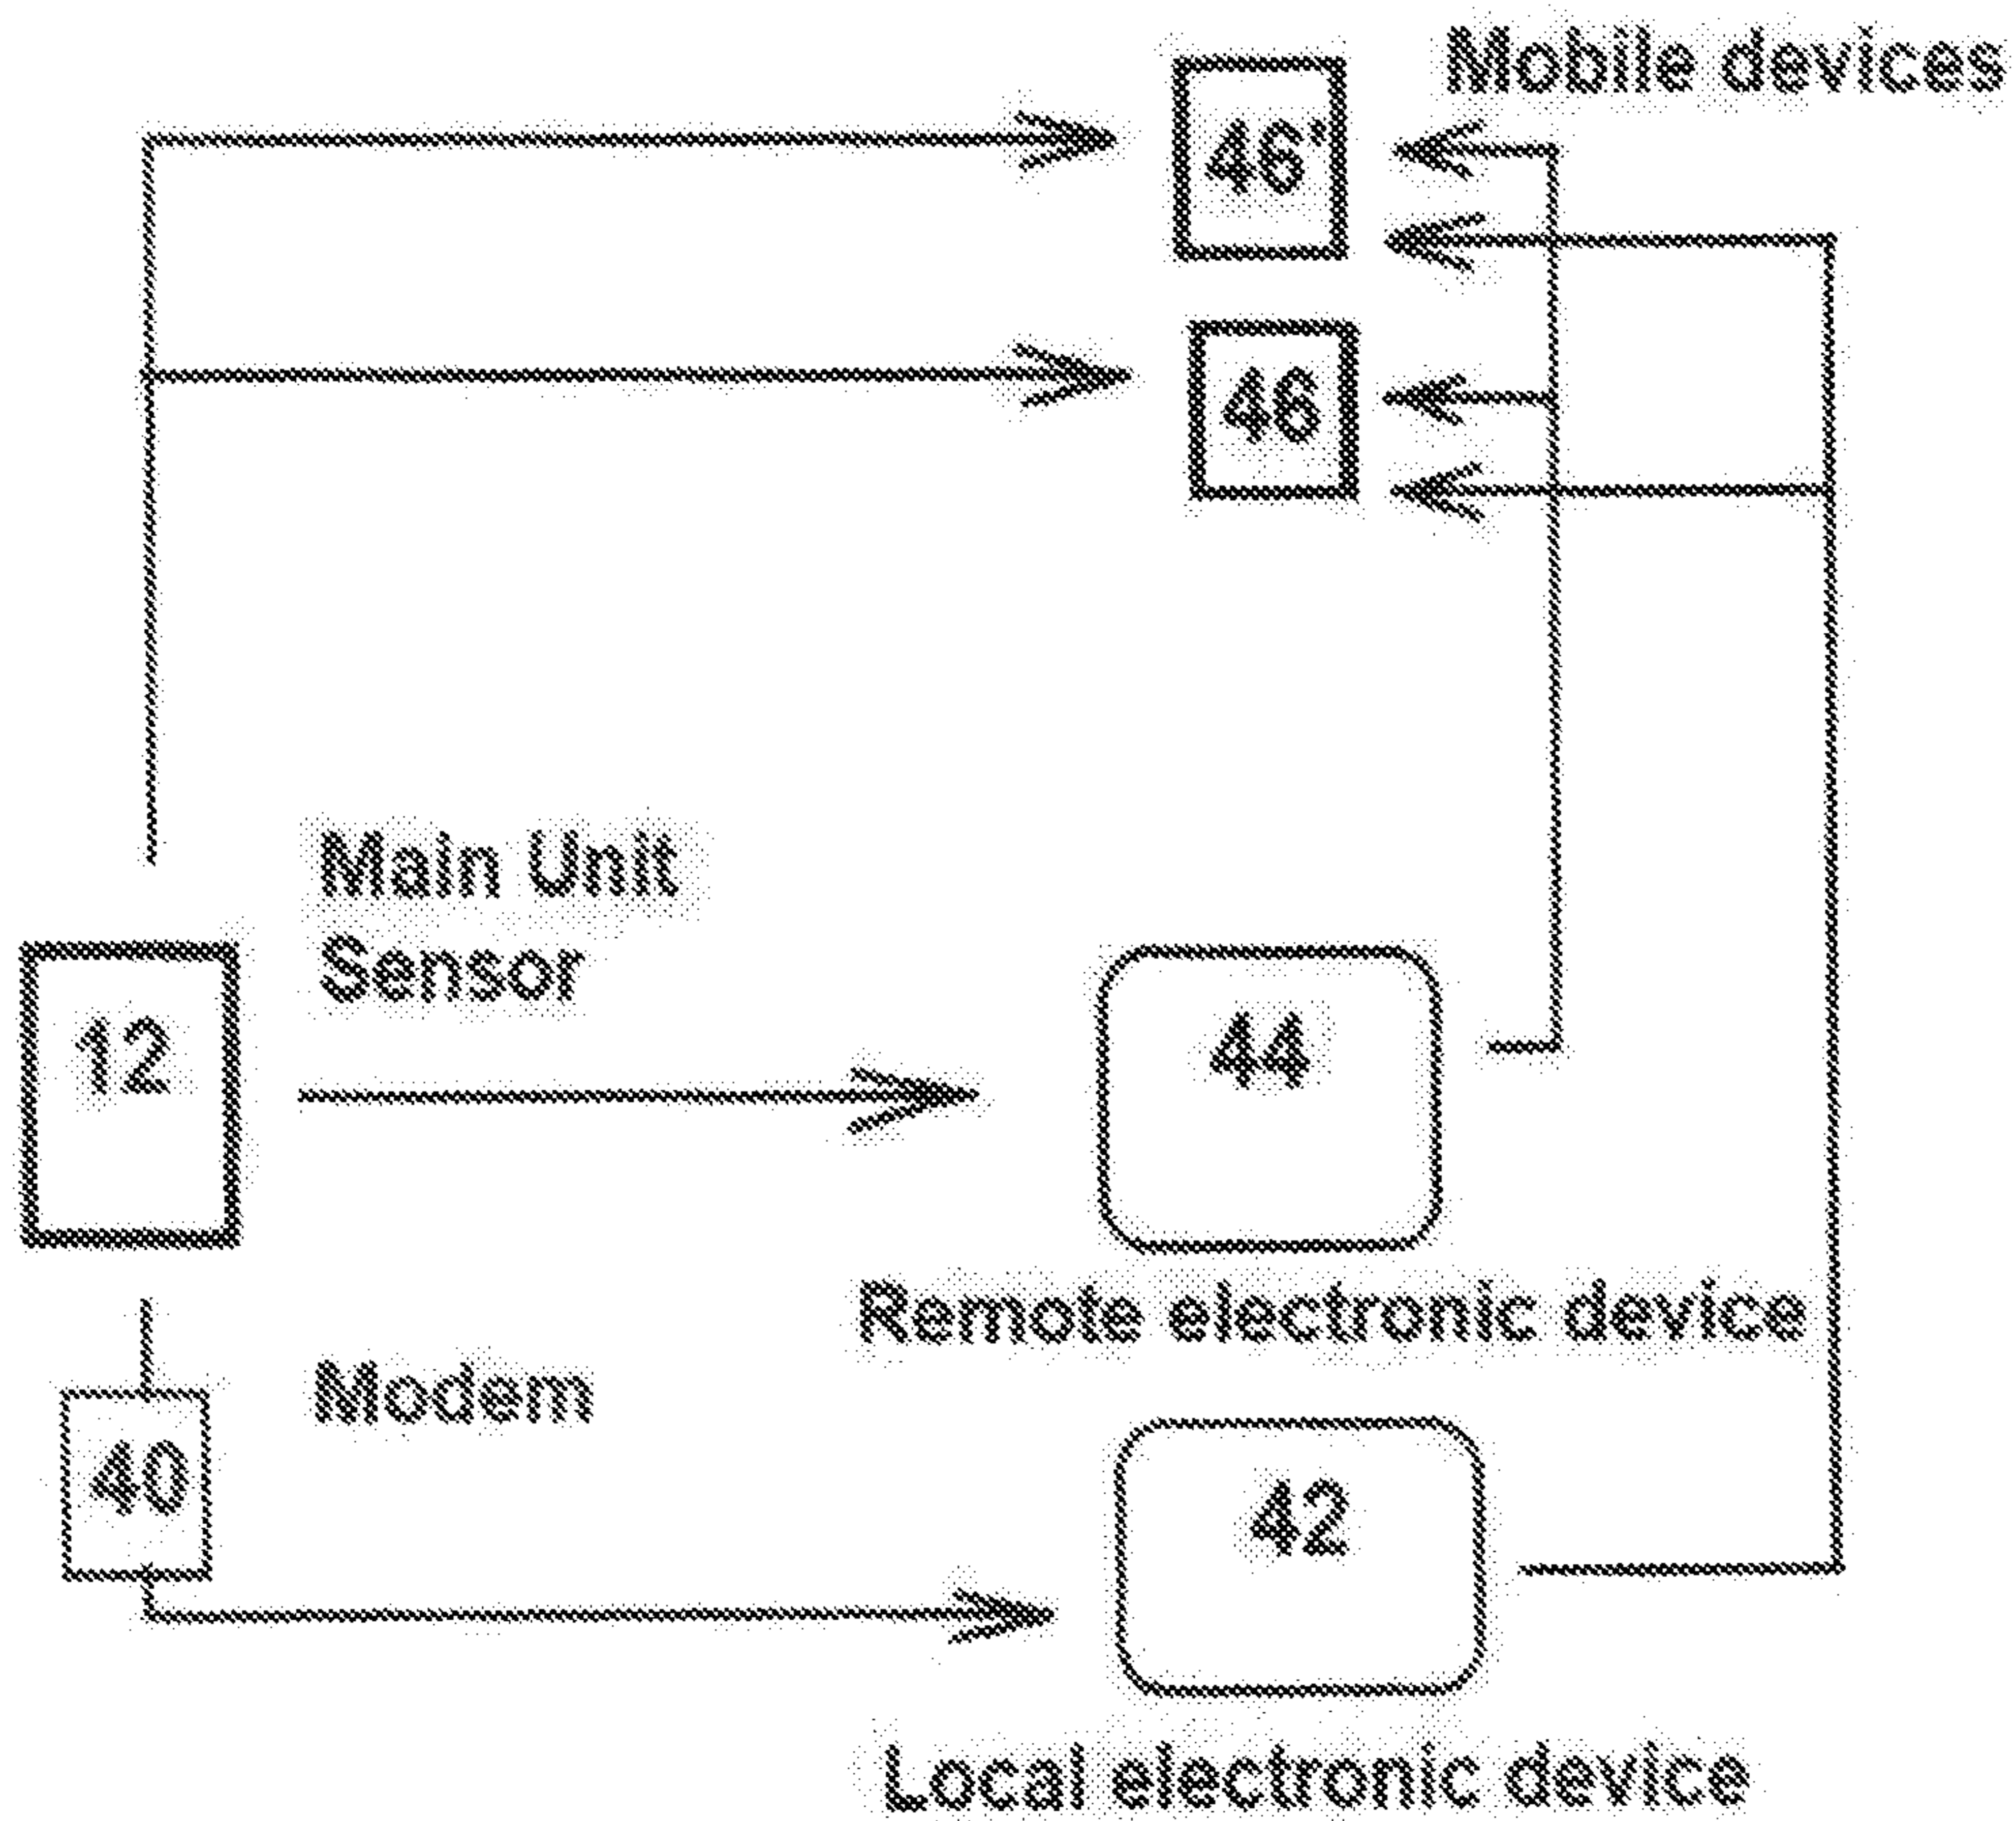 Mobile devices
46'
46
Main Unit
Sensor
12
44
Remote electronic device
Modem
40
42
Local electronic device